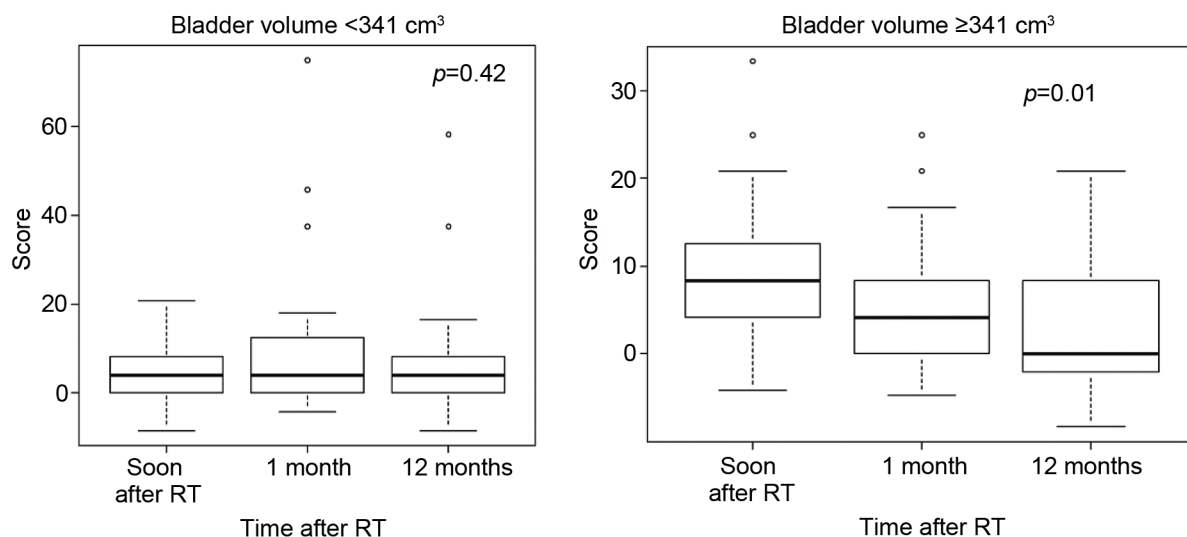 Bladder volume <341 cm³
p=0.42
60
40
20
0
Score
Soon
after RT
1 month
12 months
Time after RT
Bladder volume ≥341 cm³
p=0.01
30
20
10
0
Score
Soon
after RT
1 month
12 months
Time after RT